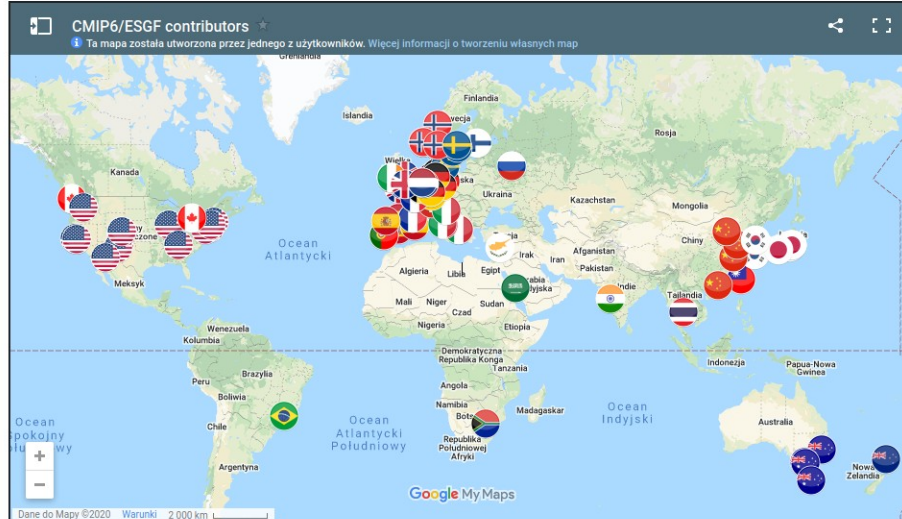 CMIP6/ESGF contributors
Ta mapa została utworzona przez jednego z użytkowników. Więcej informacji o tworzeniu własnych map
Grenlandia
Islandia
Finlandia
Rosja
Kanada
Ukraina
Kazachstan
Mongolia
Ocean
Atlantycki
Chiny
Irak
Iran
Afganistan
Pakistan
Algieria
Libia
Egipt
Meksyk
Mali
Niger
Czad
Sudan
Tajlandia
Nigeria
Etiopia
Wenezuela
Kolumbia
Demokratyczna
Republika Konga
Tanzania
Indonezja
Papua-Nowa
Gwinea
Peru
Brazylia
Boliwia
Angola
Namibia
Madagaskar
Ocean
Indyjski
Ocean
Atlantycki
Południowy
Ocean
Chile
Republika
Południowej
Afryki
Australia
Argentyna
Nowa
Zelandia
Google My Maps
Dane do Mapy ©2020 Warunki 2 000 km